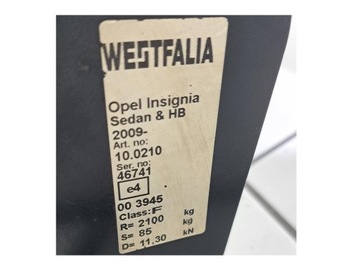 WESTFALIA
Opel Insignia
Sedan & HB
2009-
Art. no:
10.0210
Ser. no:
46741
e4
00 3945
Class: F
R= 2100 kg
S= 85 kg
D= 11,30 kN